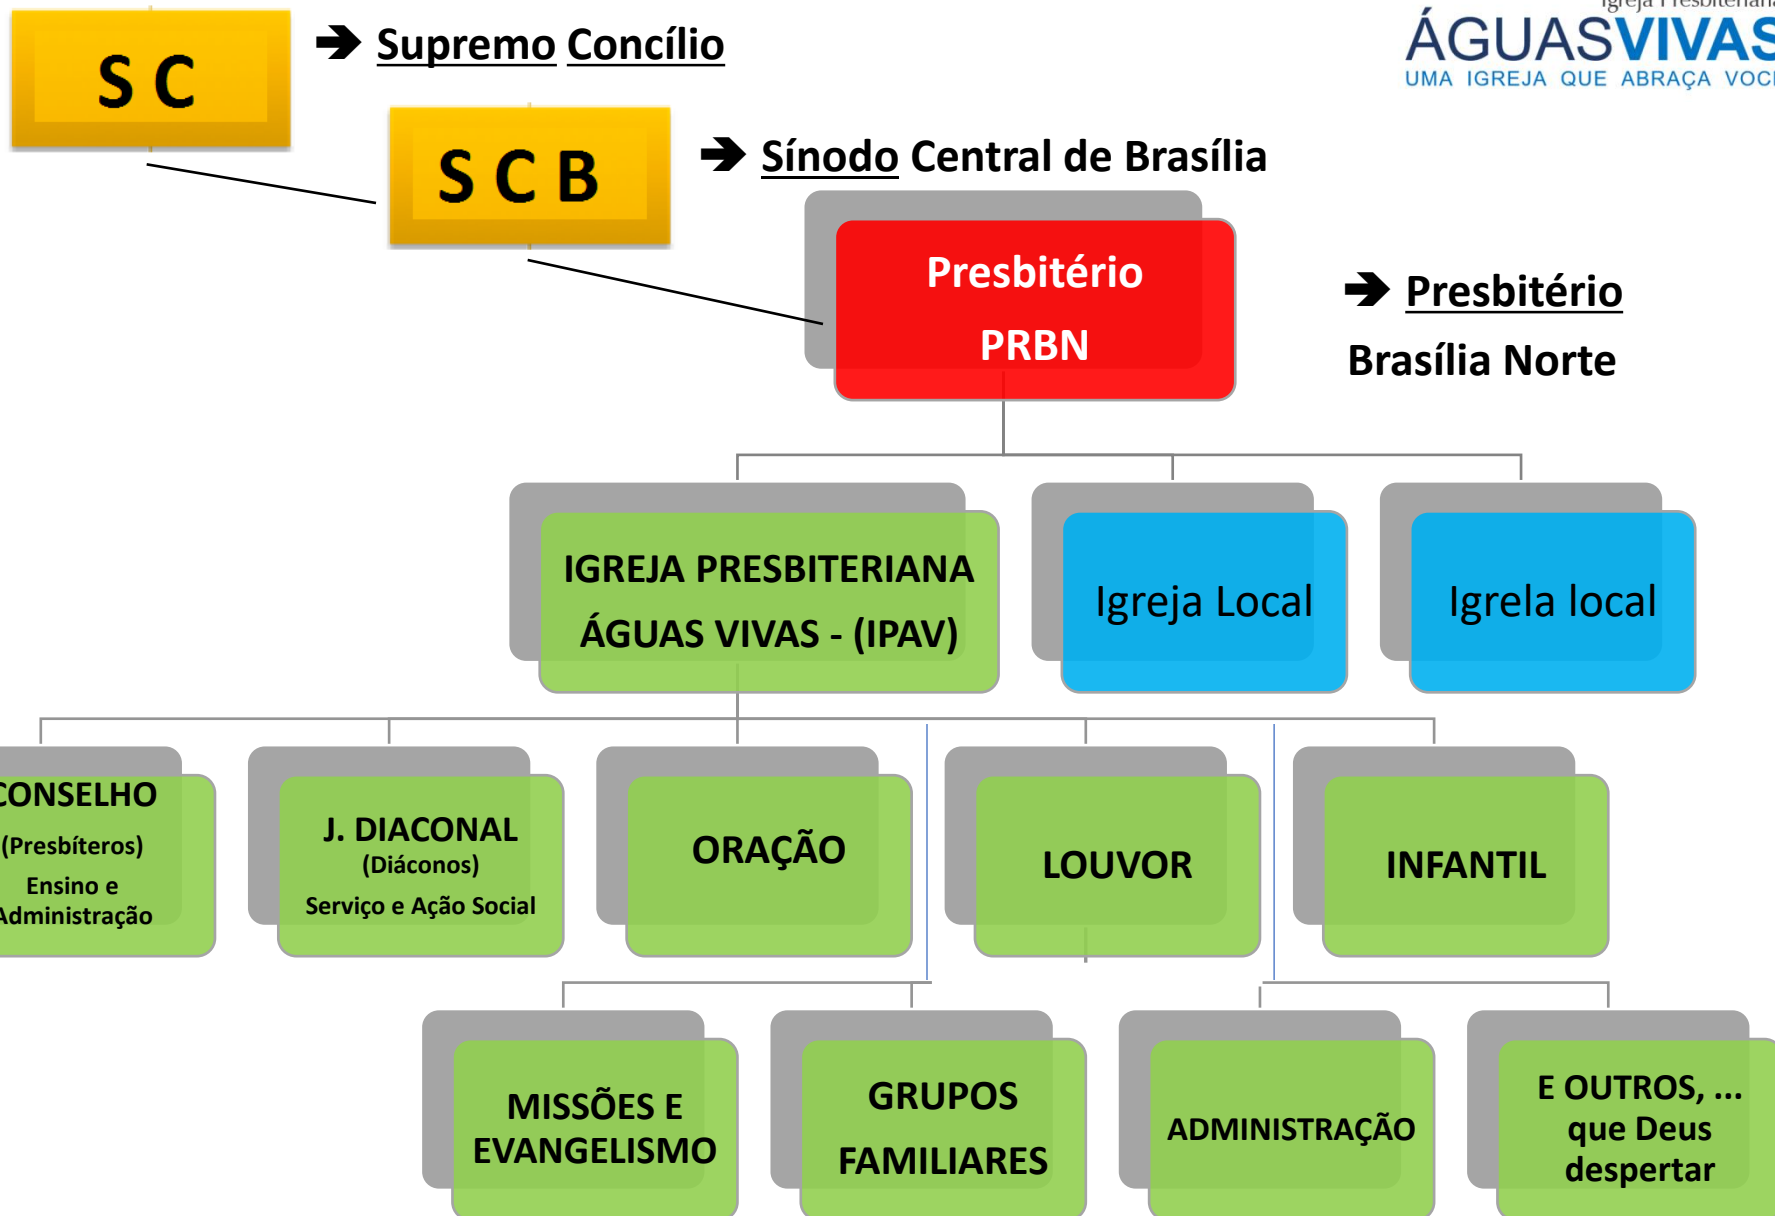 Igreja Presbiteriana
ÁGUASVIVAS
UMA IGREJA QUE ABRAÇA VOCÊ
S C
➔ Supremo Concílio
S C B
➔ Sínodo Central de Brasília
Presbitério
PRBN
➔ Presbitério
Brasília Norte
IGREJA PRESBITERIANA
ÁGUAS VIVAS - (IPAV)
Igreja Local
Igrela local
CONSELHO
(Presbíteros)
Ensino e
Administração
J. DIACONAL
(Diáconos)
Serviço e Ação Social
ORAÇÃO
LOUVOR
INFANTIL
MISSÕES E
EVANGELISMO
GRUPOS
FAMILIARES
ADMINISTRAÇÃO
E OUTROS, ...
que Deus
despertar